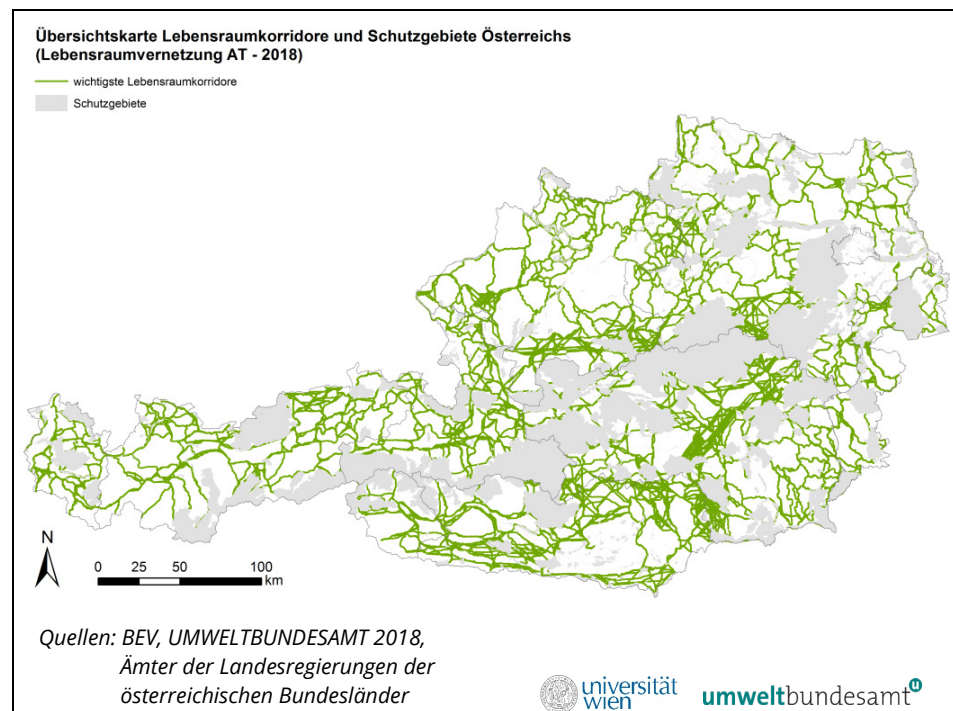 Übersichtskarte Lebensraumkorridore und Schutzgebiete Österreichs
(Lebensraumvernetzung AT - 2018)
wichtigste Lebensraumkorridore
Schutzgebiete
N
0 25 50 100
km
Quellen: BEV, UMWELTBUNDESAMT 2018,
Ämter der Landesregierungen der
österreichischen Bundesländer
universität
wien
umweltbundesamt
u